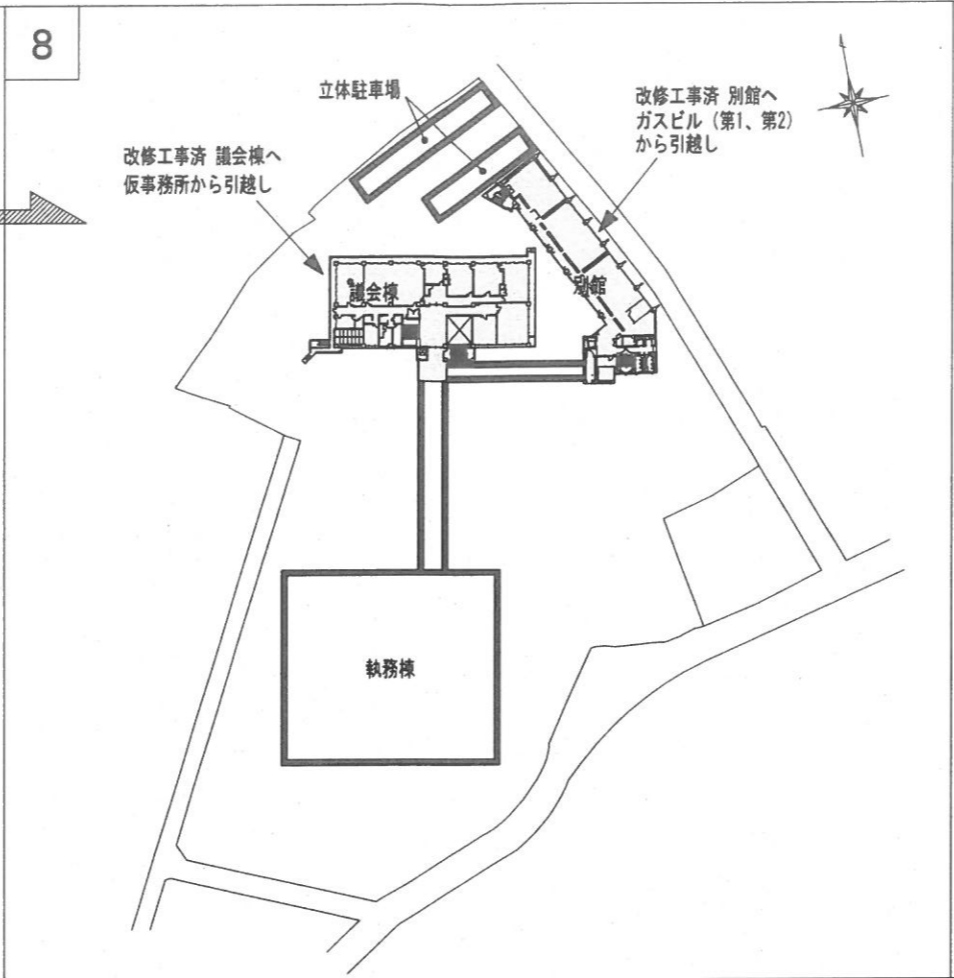 8
立体駐車場
改修工事済 別館へ
ガスビル（第1、第2）
から引越し
改修工事済 議会棟へ
仮事務所から引越し
議会棟
別館
執務棟